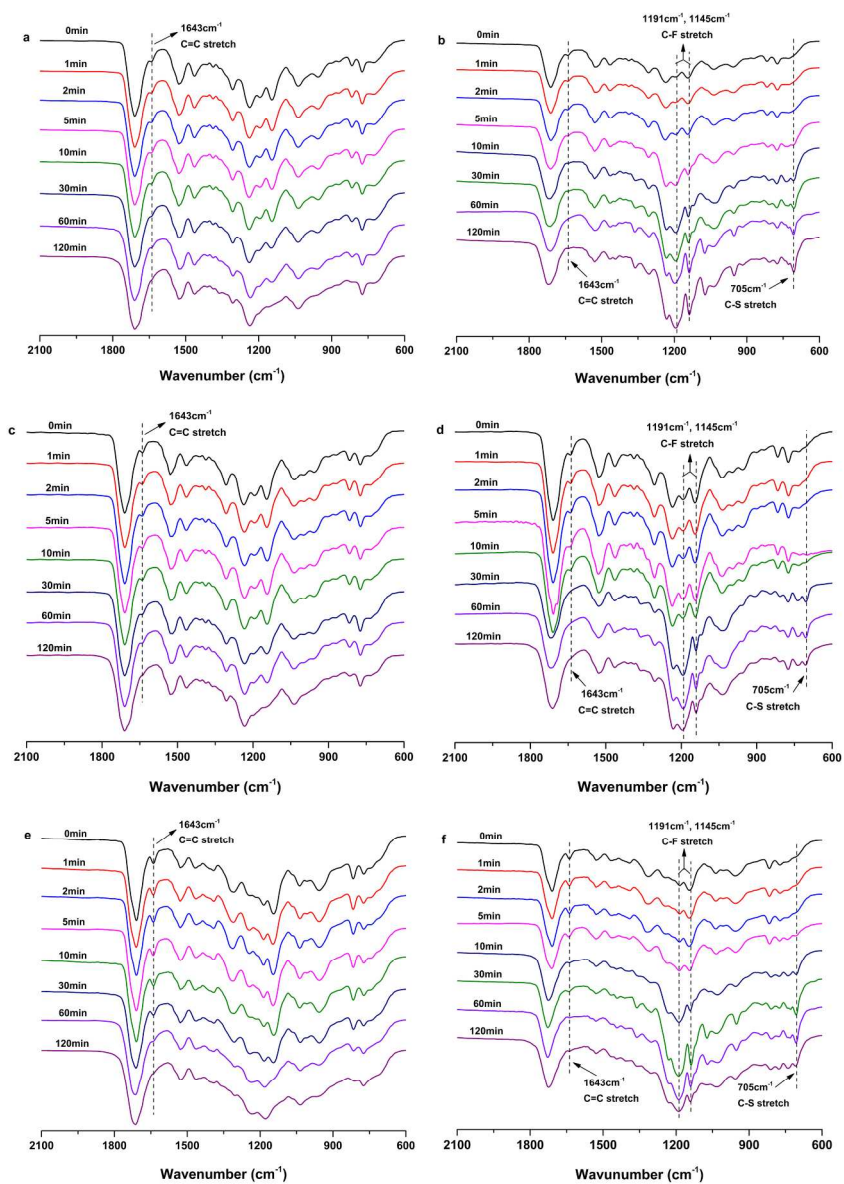 a
0min
1643cm⁻¹
C=C stretch
1min
2min
5min
10min
30min
60min
120min
2100 1800 1500 1200 900 600
Wavenumber (cm⁻¹)
b
0min
1191cm⁻¹, 1145cm⁻¹
C-F stretch
1min
2min
5min
10min
30min
60min
120min
1643cm⁻¹
C=C stretch
705cm⁻¹
C-S stretch
2100 1800 1500 1200 900 600
Wavenumber (cm⁻¹)
c
0min
1643cm⁻¹
C=C stretch
1min
2min
5min
10min
30min
60min
120min
2100 1800 1500 1200 900 600
Wavenumber (cm⁻¹)
d
0min
1191cm⁻¹, 1145cm⁻¹
C-F stretch
1min
2min
5min
10min
30min
60min
120min
1643cm⁻¹
C=C stretch
705cm⁻¹
C-S stretch
2100 1800 1500 1200 900 600
Wavenumber (cm⁻¹)
e
0min
1643cm⁻¹
C=C stretch
1min
2min
5min
10min
30min
60min
120min
2100 1800 1500 1200 900 600
Wavenumber (cm⁻¹)
f
0min
1191cm⁻¹, 1145cm⁻¹
C-F stretch
1min
2min
5min
10min
30min
60min
120min
1643cm⁻¹
C=C stretch
705cm⁻¹
C-S stretch
2100 1800 1500 1200 900 600
Wavunumber (cm⁻¹)